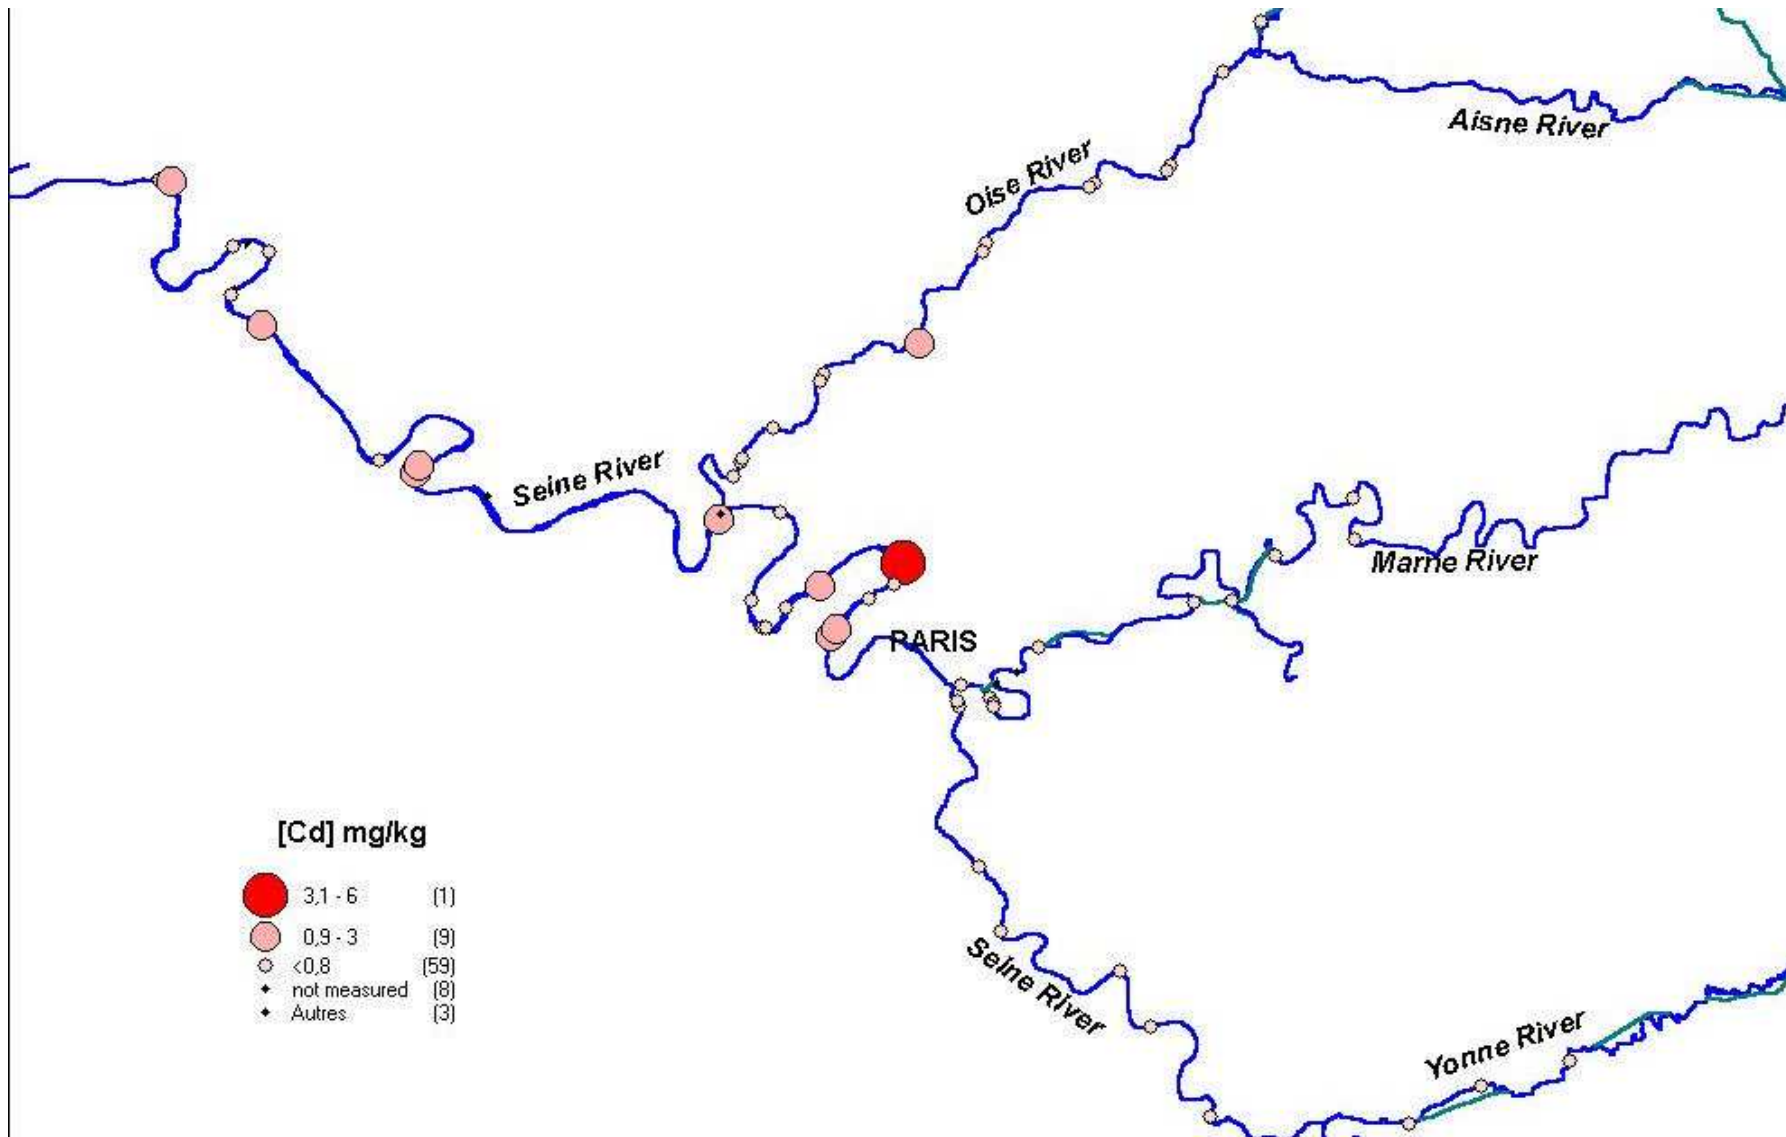 Aisne River
Oise River
Seine River
Marne River
PARIS
[Cd] mg/kg
3,1 - 6 (1)
0,9 - 3 (9)
<0,8 (59)
not measured (8)
Autres (3)
Seine River
Yonne River